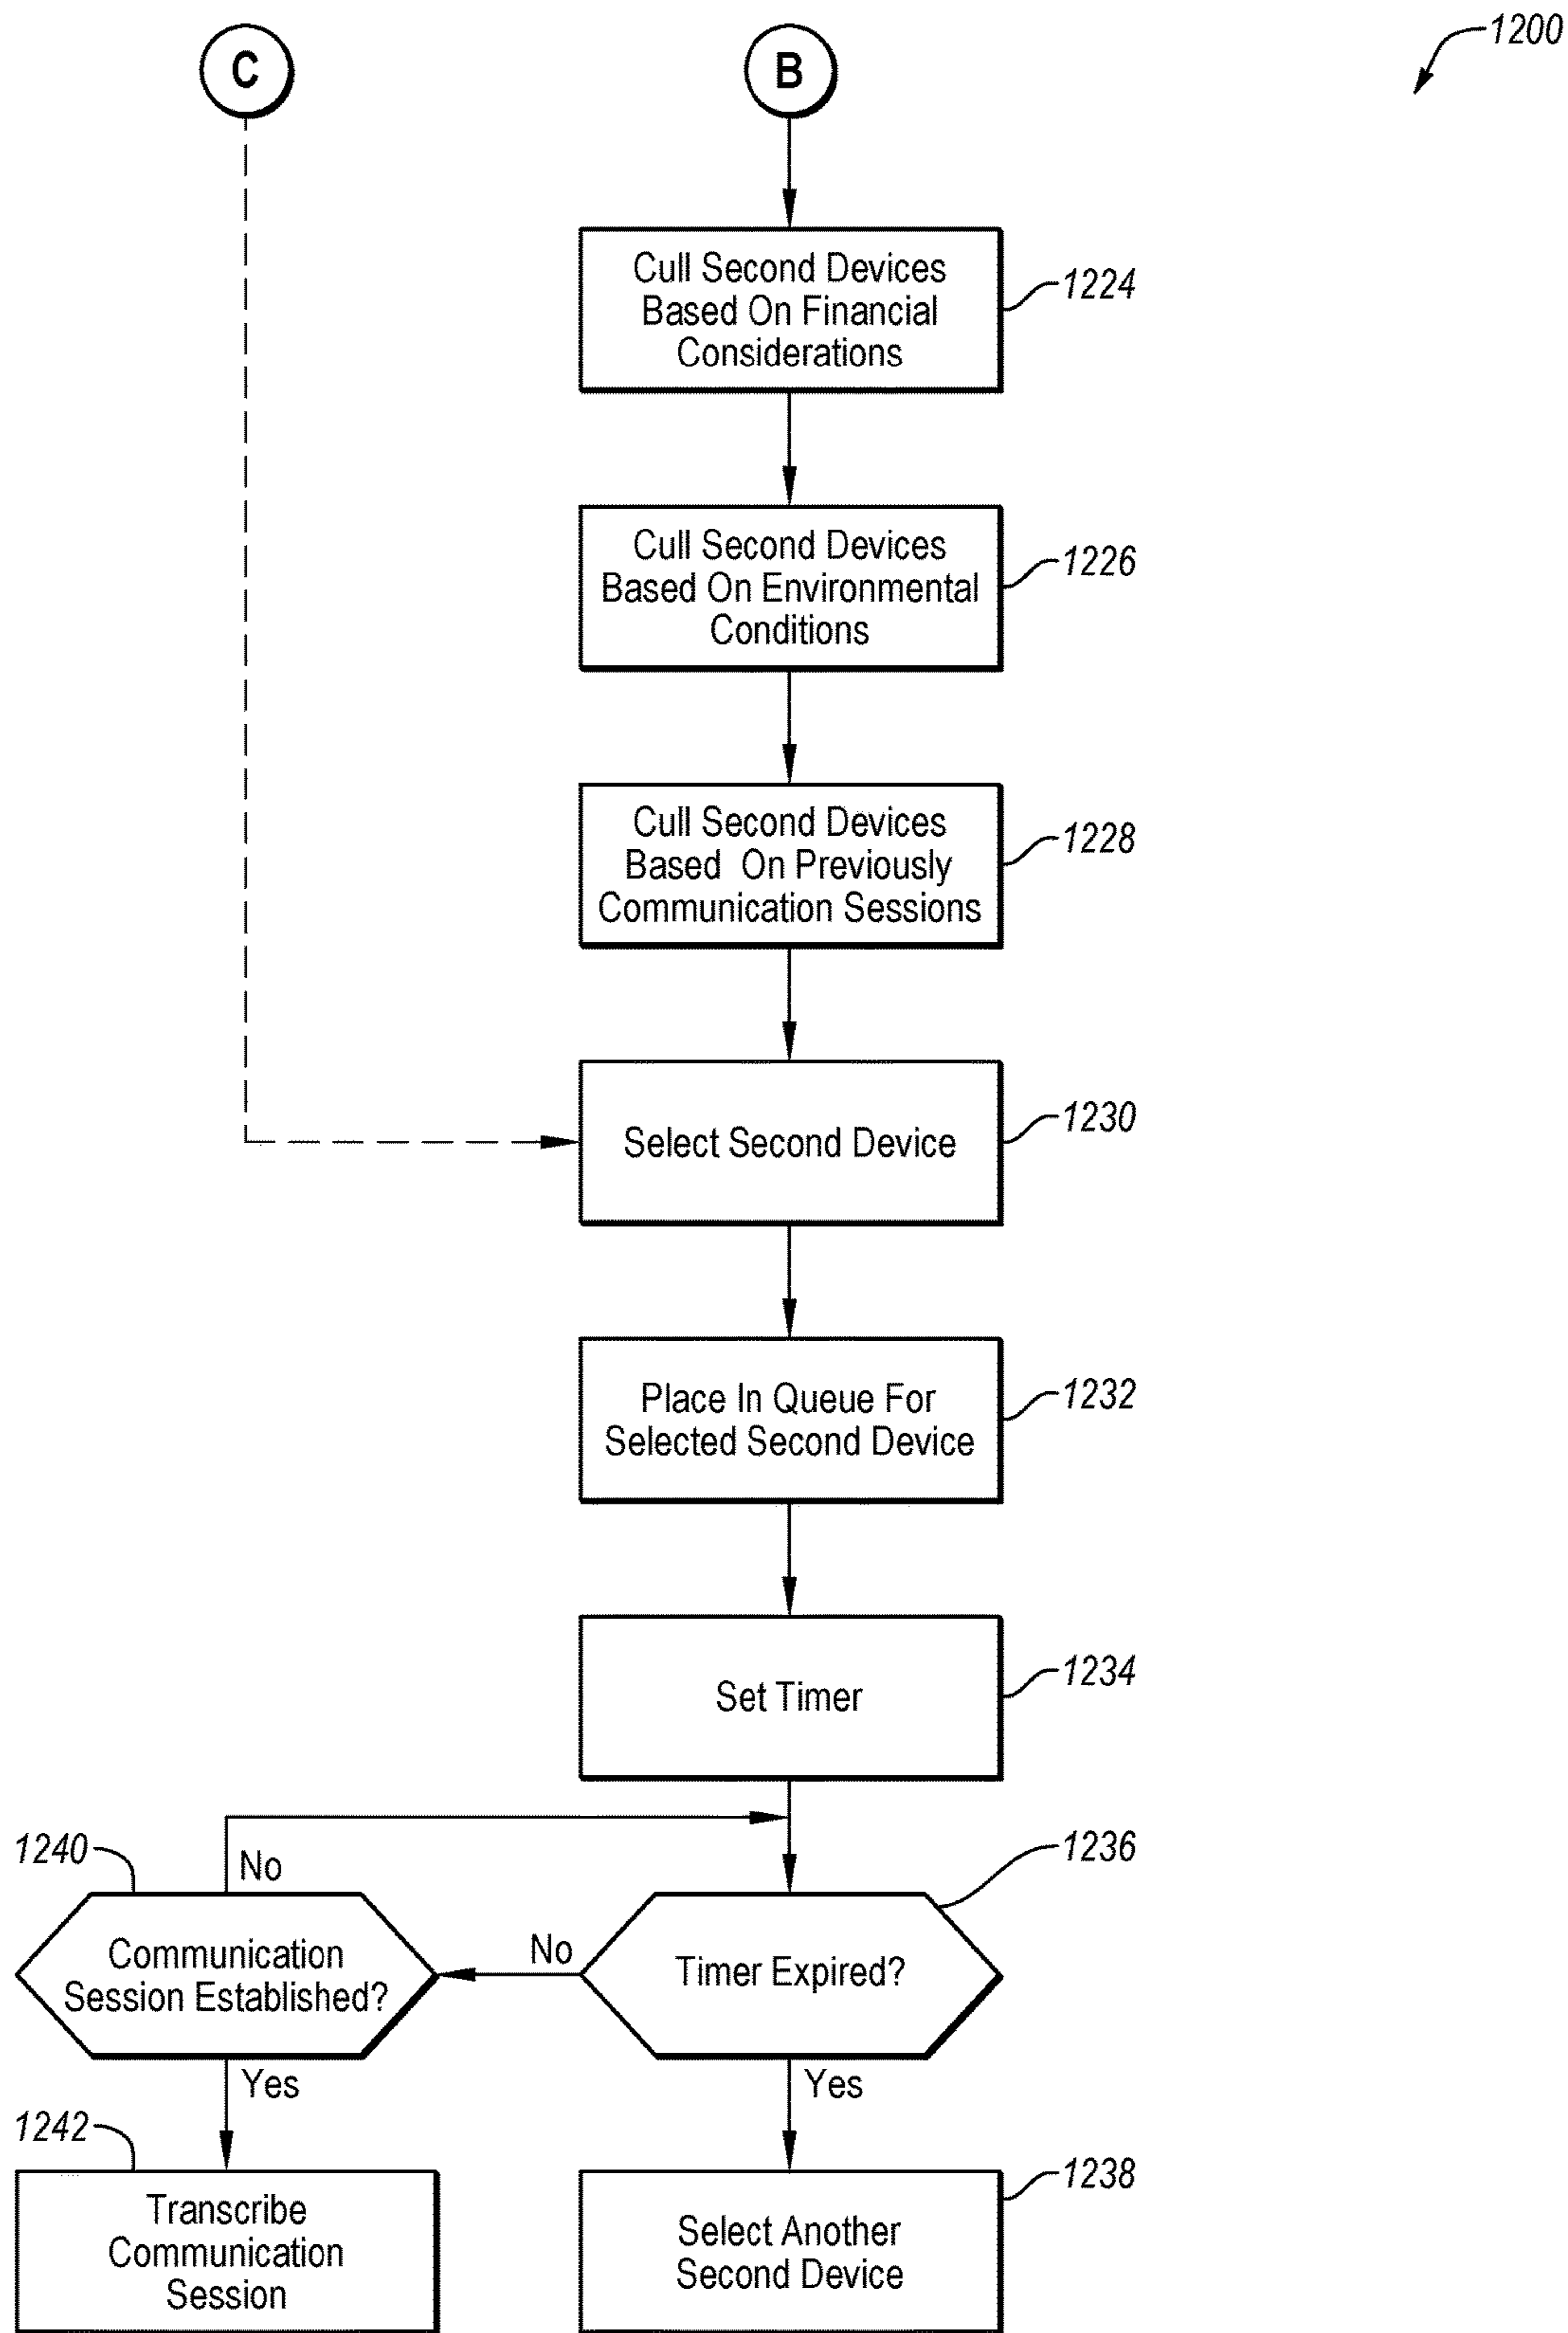 1200
C
B
Cull Second Devices
Based On Financial
Considerations
1224
Cull Second Devices
Based On Environmental
Conditions
1226
Cull Second Devices
Based On Previously
Communication Sessions
1228
Select Second Device
1230
Place In Queue For
Selected Second Device
1232
Set Timer
1234
1240
No
1236
Communication
Session Established?
No
Timer Expired?
Yes
Yes
1242
Transcribe
Communication
Session
1238
Select Another
Second Device